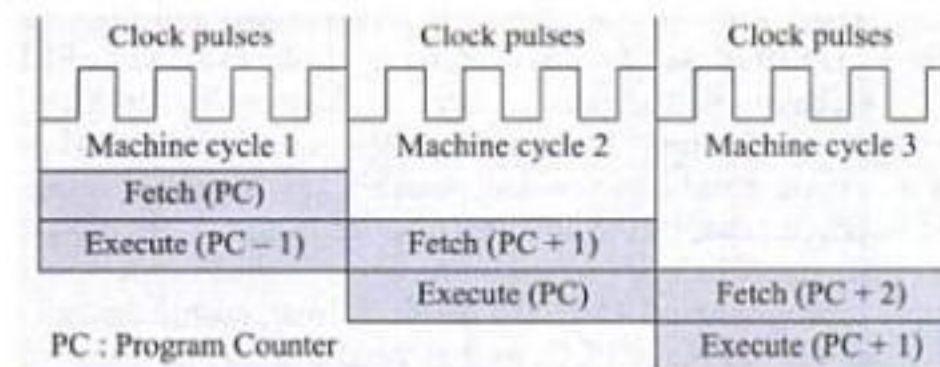 Clock pulses Clock pulses Clock pulses
Machine cycle 1 Machine cycle 2 Machine cycle 3
Fetch (PC)
Execute (PC – 1) Fetch (PC + 1)
Execute (PC) Fetch (PC + 2)
PC : Program Counter Execute (PC + 1)